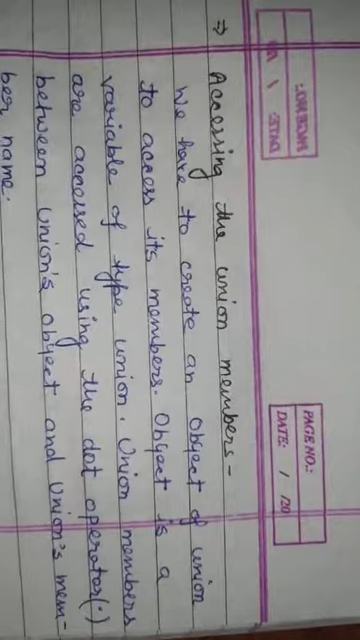 PAGE NO.:
DATE: / /20
⇒ Accessing the union members-
We have to create an object of union
to access its members. Object is a
variable of type union. Union members
are accessed using the dot operator(.)
between union's object and union's mem-
ber name.